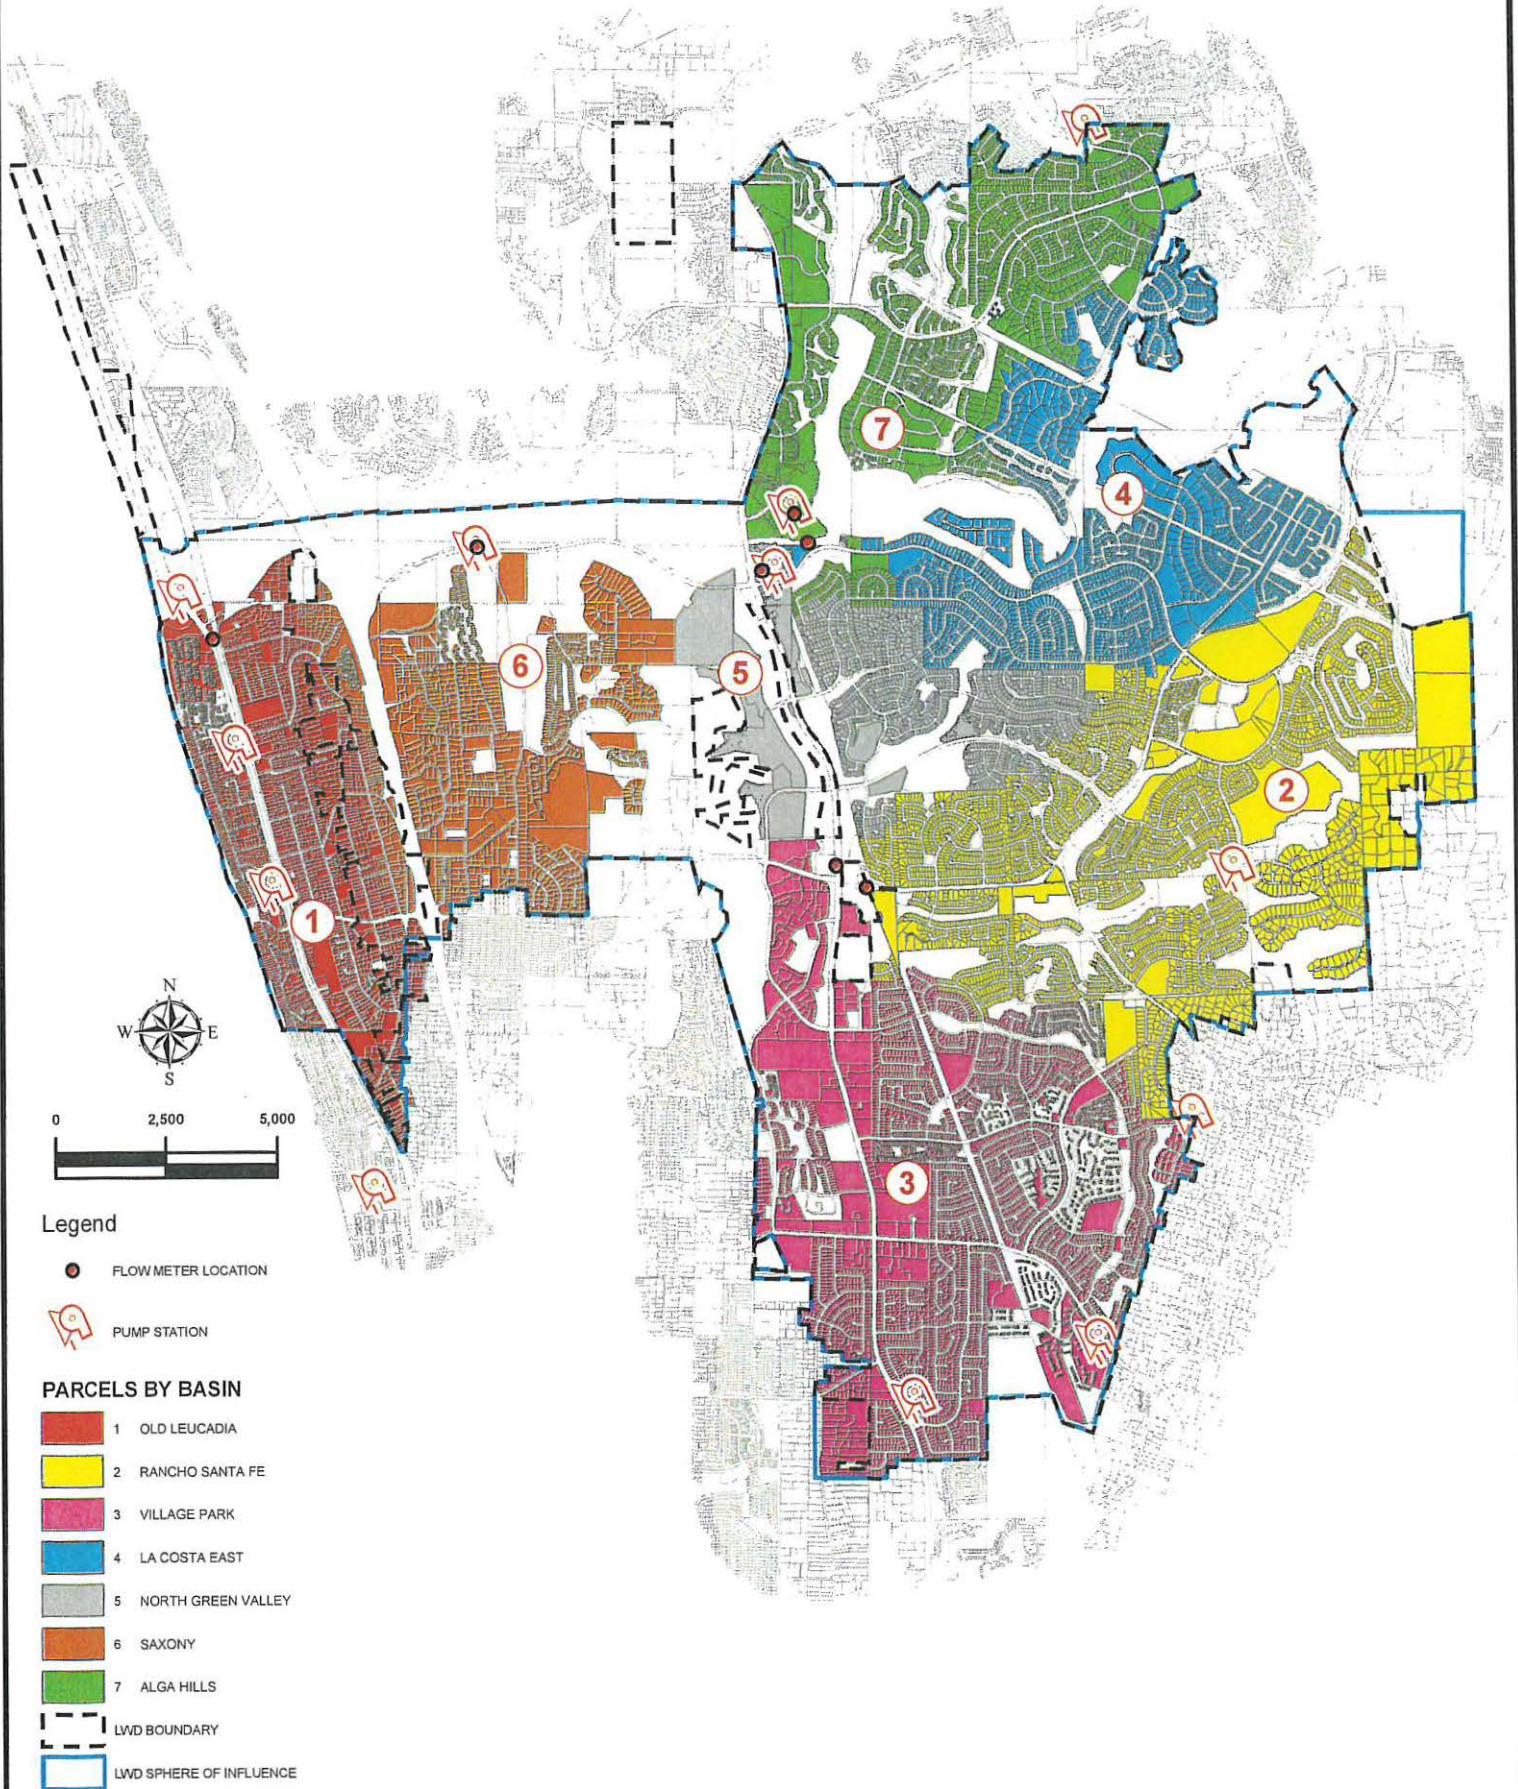 7
4
6
5
2
1
3
N
W E
S
0 2,500 5,000
Legend
FLOW METER LOCATION
PUMP STATION
PARCELS BY BASIN
1 OLD LEUCADIA
2 RANCHO SANTA FE
3 VILLAGE PARK
4 LA COSTA EAST
5 NORTH GREEN VALLEY
6 SAXONY
7 ALGA HILLS
LWD BOUNDARY
LWD SPHERE OF INFLUENCE